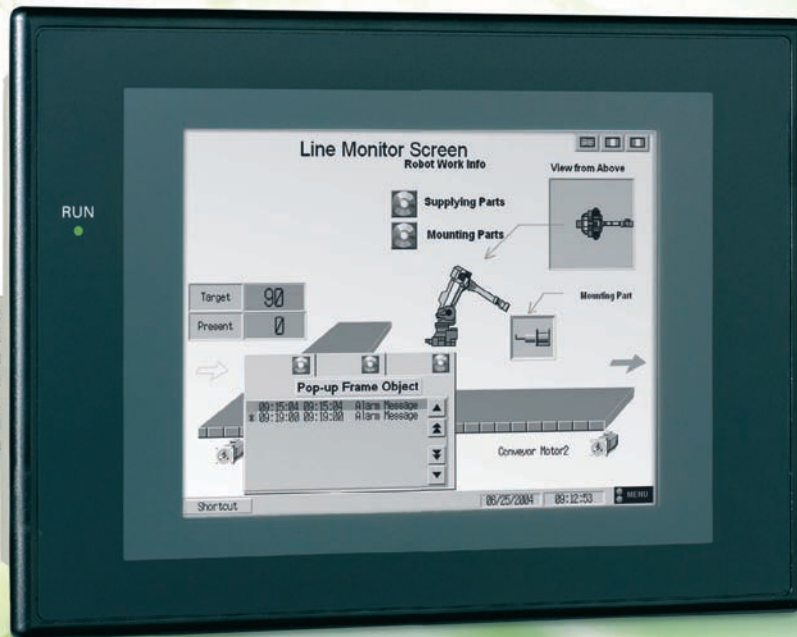 Line Monitor Screen
Robot Work Info
View from Above
RUN
Supplying Parts
Mounting Parts
Target 90
Present 0
Mounting Part
Pop-up Frame Object
09:15:04 09:15:04 Alarm Message
* 09:19:00 09:19:00 Alarm Message
Conveyor Motor2
Shortcut
06/25/2004 09:12:53 MENU